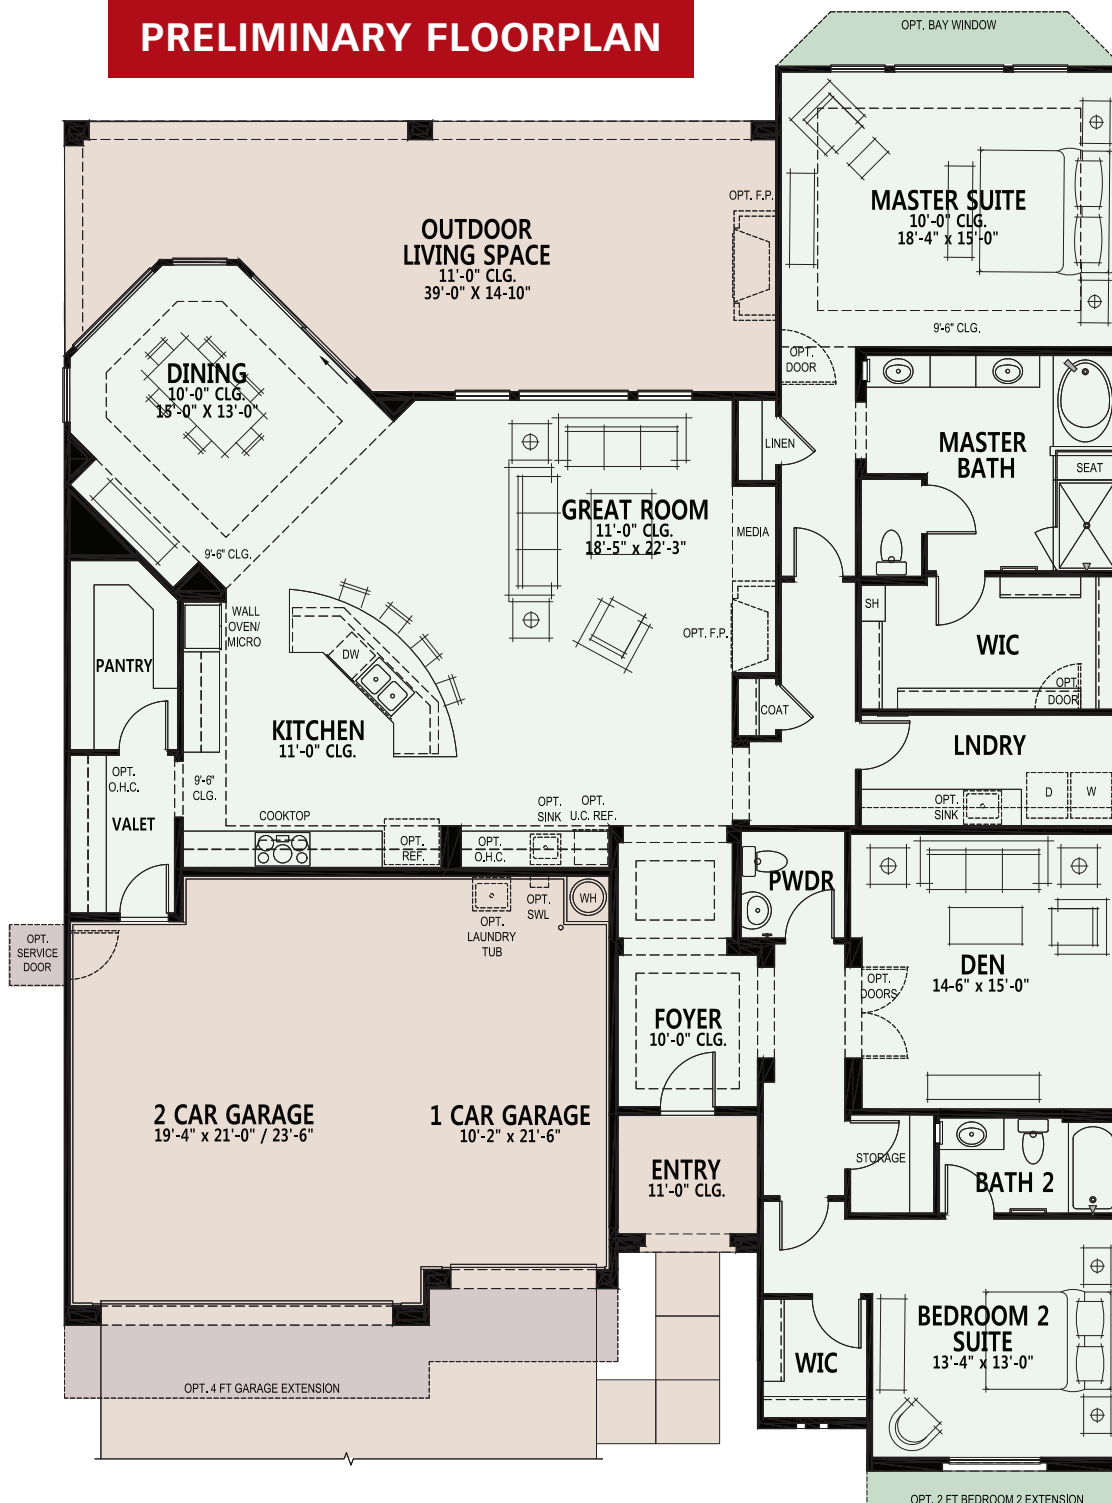 PRELIMINARY FLOORPLAN
OPT. BAY WINDOW
MASTER SUITE
10'-0" CLG.
18'-4" x 15'-0"
9'-6" CLG.
OPT. F.P.
OUTDOOR
LIVING SPACE
11'-0" CLG.
39'-0" X 14-10"
OPT.
DOOR
DINING
10'-0" CLG.
15'-0" X 13'-0"
9'-6" CLG.
LINEN
MASTER
BATH
SEAT
GREAT ROOM
11'-0" CLG.
18'-5" x 22'-3"
MEDIA
OPT. F.P.
WALL
OVEN/
MICRO
DW
PANTRY
SH
WIC
OPT.
DOOR
COAT
KITCHEN
11'-0" CLG.
LNDRY
OPT.
O.H.C.
9'-6"
CLG.
VALET
COOKTOP
OPT.
SINK
OPT.
U.C. REF.
OPT.
SINK
D
W
OPT.
REF.
OPT.
O.H.C.
PWDR
OPT.
LAUNDRY
TUB
OPT.
SWL
WH
OPT.
SERVICE
DOOR
DEN
14-6" x 15'-0"
OPT.
DOORS
FOYER
10'-0" CLG.
2 CAR GARAGE
19'-4" x 21'-0" / 23'-6"
1 CAR GARAGE
10'-2" x 21'-6"
ENTRY
11'-0" CLG.
STORAGE
BATH 2
BEDROOM 2
SUITE
13'-4" x 13'-0"
WIC
OPT. 4 FT GARAGE EXTENSION
OPT. 2 FT BEDROOM 2 EXTENSION